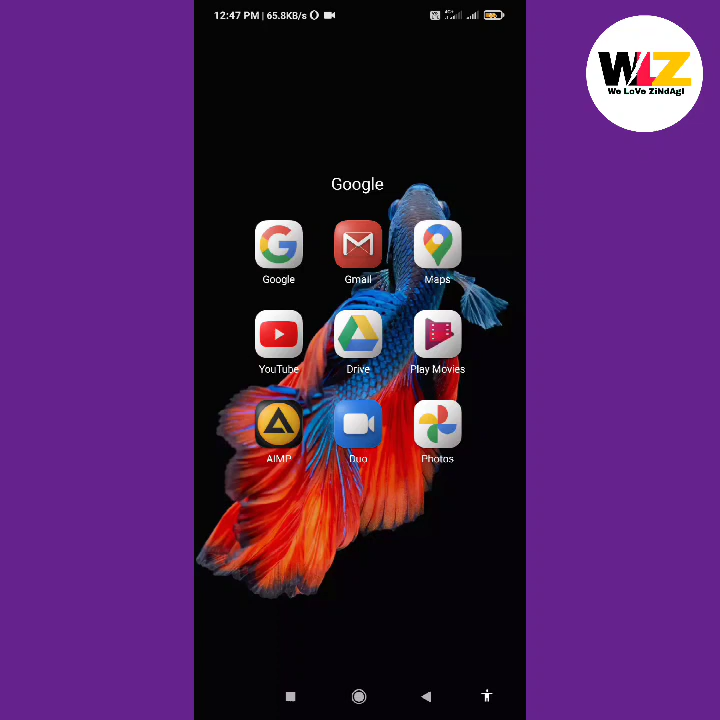 12:47 PM | 65.8KB/s
WLZ
We LoVe ZiNdAgI
Google
Google Gmail Maps
YouTube Drive Play Movies
AIMP Duo Photos